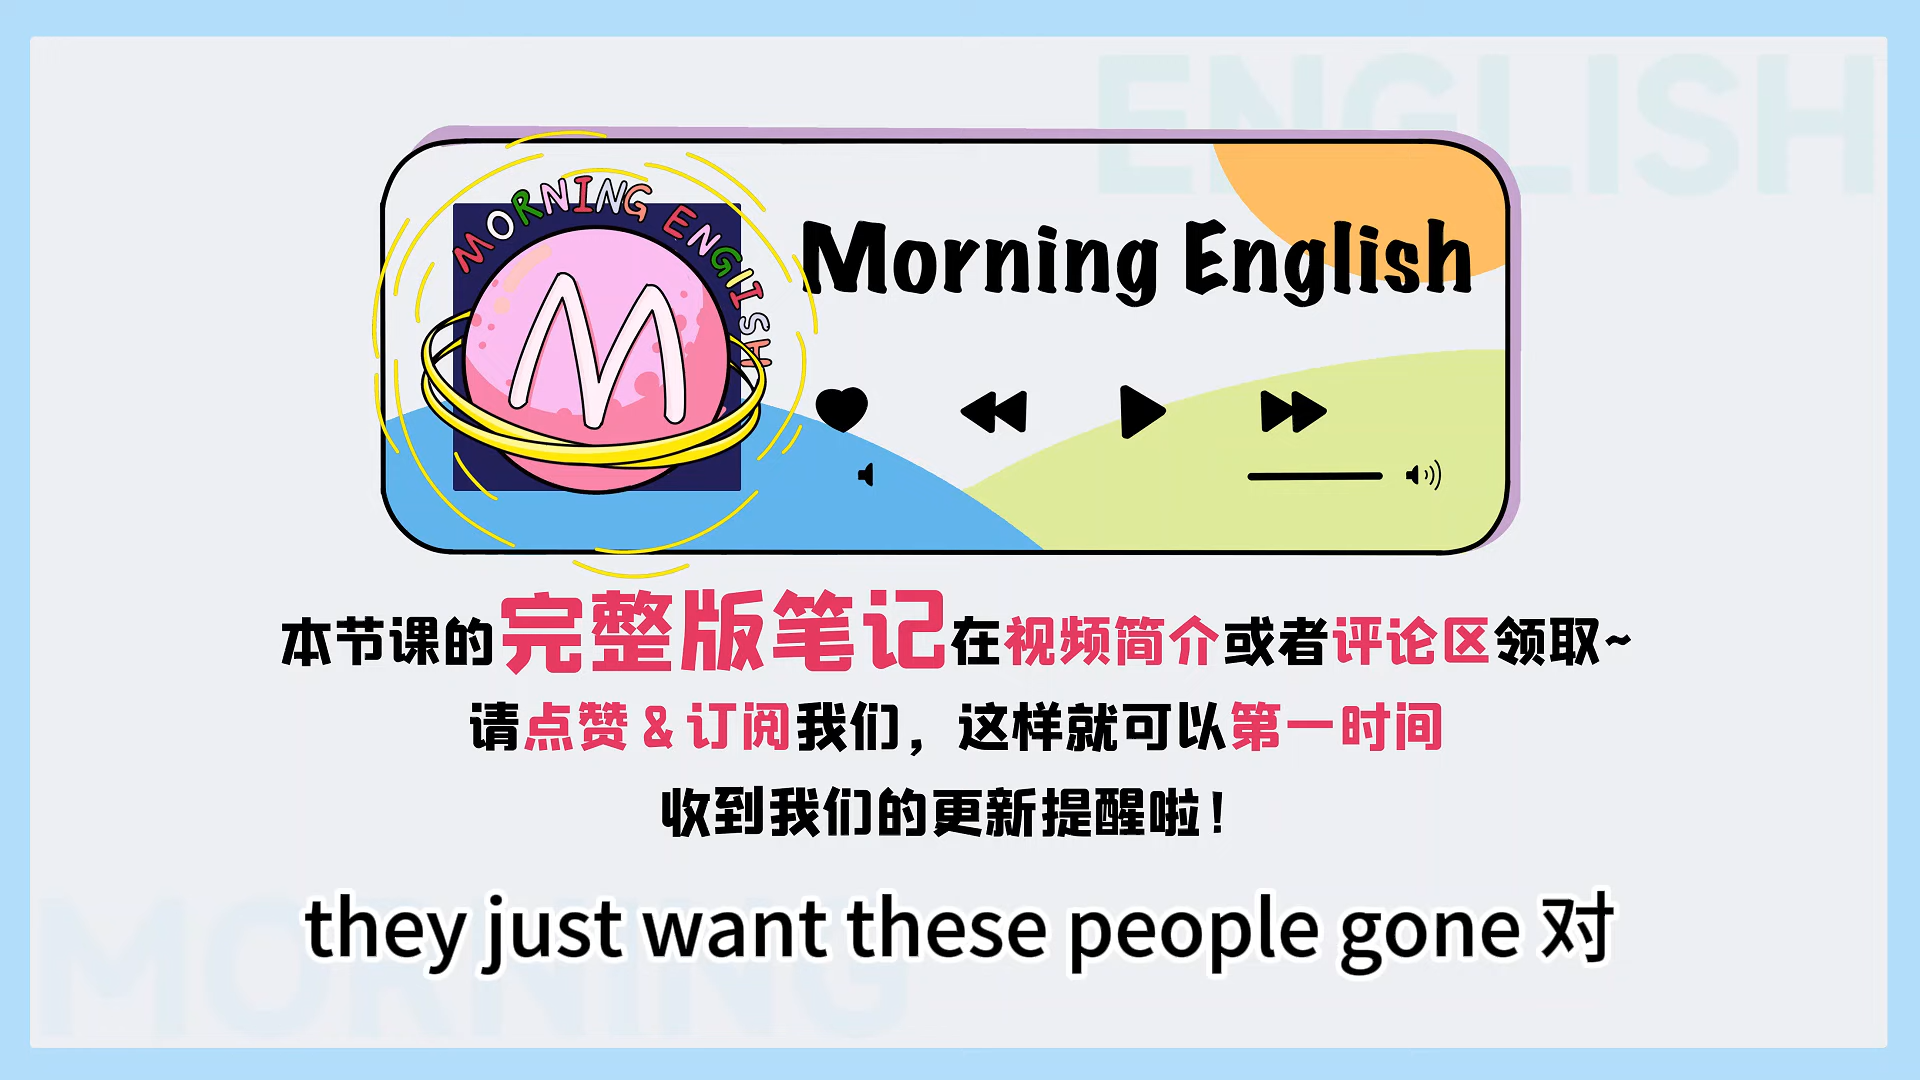 ENGLISH
MORNING ENGLISH
M
Morning English
本节课的完整版笔记在视频简介或者评论区领取~
请点赞&订阅我们，这样就可以第一时间
收到我们的更新提醒啦！
MORNING
they just want these people gone 对